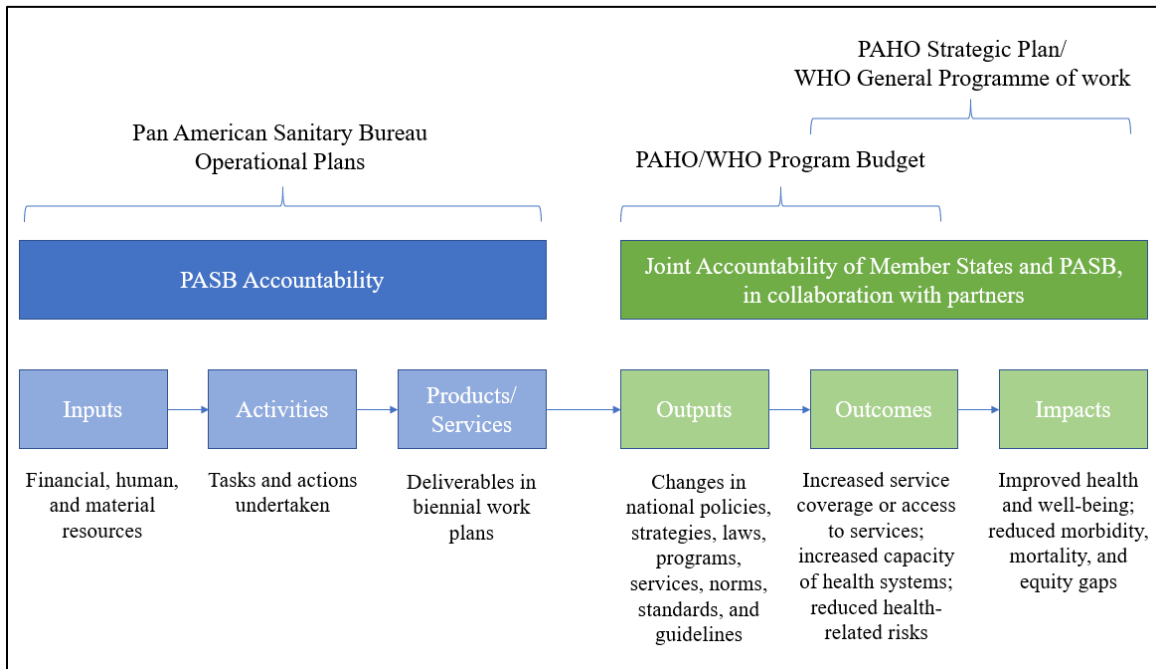 PAHO Strategic Plan/
WHO General Programme of work
Pan American Sanitary Bureau
Operational Plans
PAHO/WHO Program Budget
PASB Accountability
Joint Accountability of Member States and PASB,
in collaboration with partners
Inputs
Activities
Products/
Services
Outputs
Outcomes
Impacts
Financial, human,
and material
resources
Tasks and actions
undertaken
Deliverables in
biennial work
plans
Changes in
national policies,
strategies, laws,
programs,
services, norms,
standards, and
guidelines
Increased service
coverage or access
to services;
increased capacity
of health systems;
reduced health-
related risks
Improved health
and well-being;
reduced morbidity,
mortality, and
equity gaps